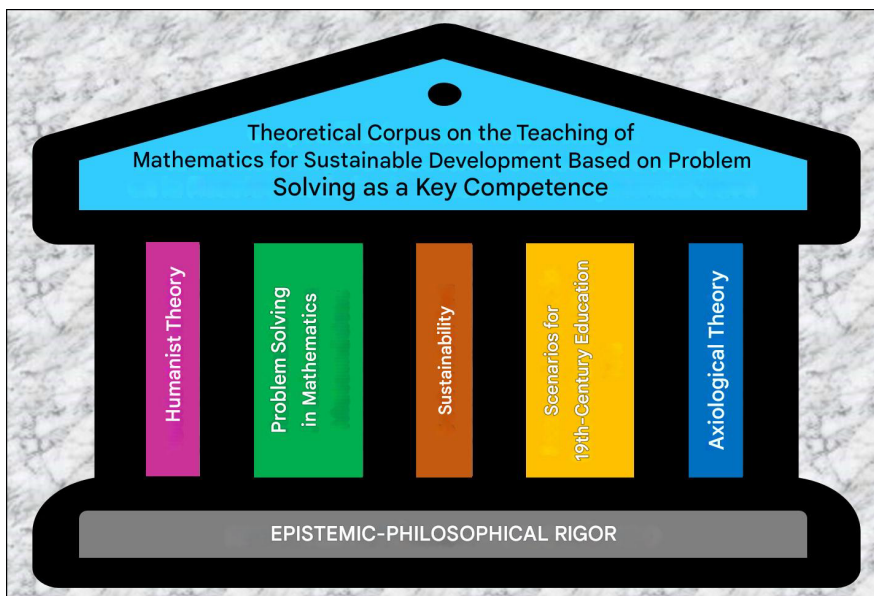 Theoretical Corpus on the Teaching of
Mathematics for Sustainable Development Based on Problem
Solving as a Key Competence
Humanist Theory
Problem Solving
in Mathematics
Sustainability
Scenarios for
19th-Century Education
Axiological Theory
EPISTEMIC-PHILOSOPHICAL RIGOR